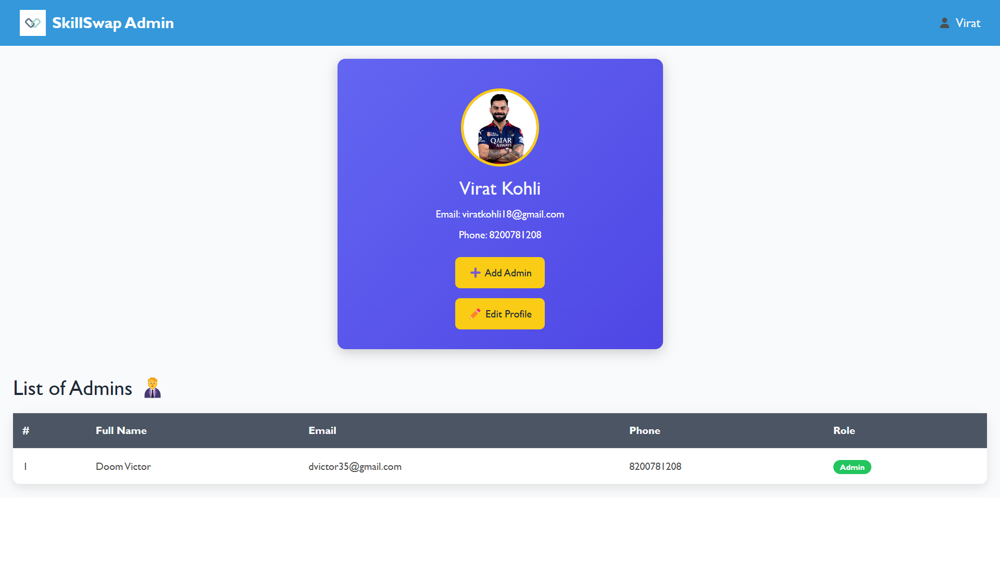 SkillSwap Admin
Virat
QATAR
AIRWAYS
Virat Kohli
Email: viratkohli18@gmail.com
Phone: 8200781208
Add Admin
Edit Profile
List of Admins
# Full Name Email Phone Role
1 Doom Victor dvictor35@gmail.com 8200781208 Admin